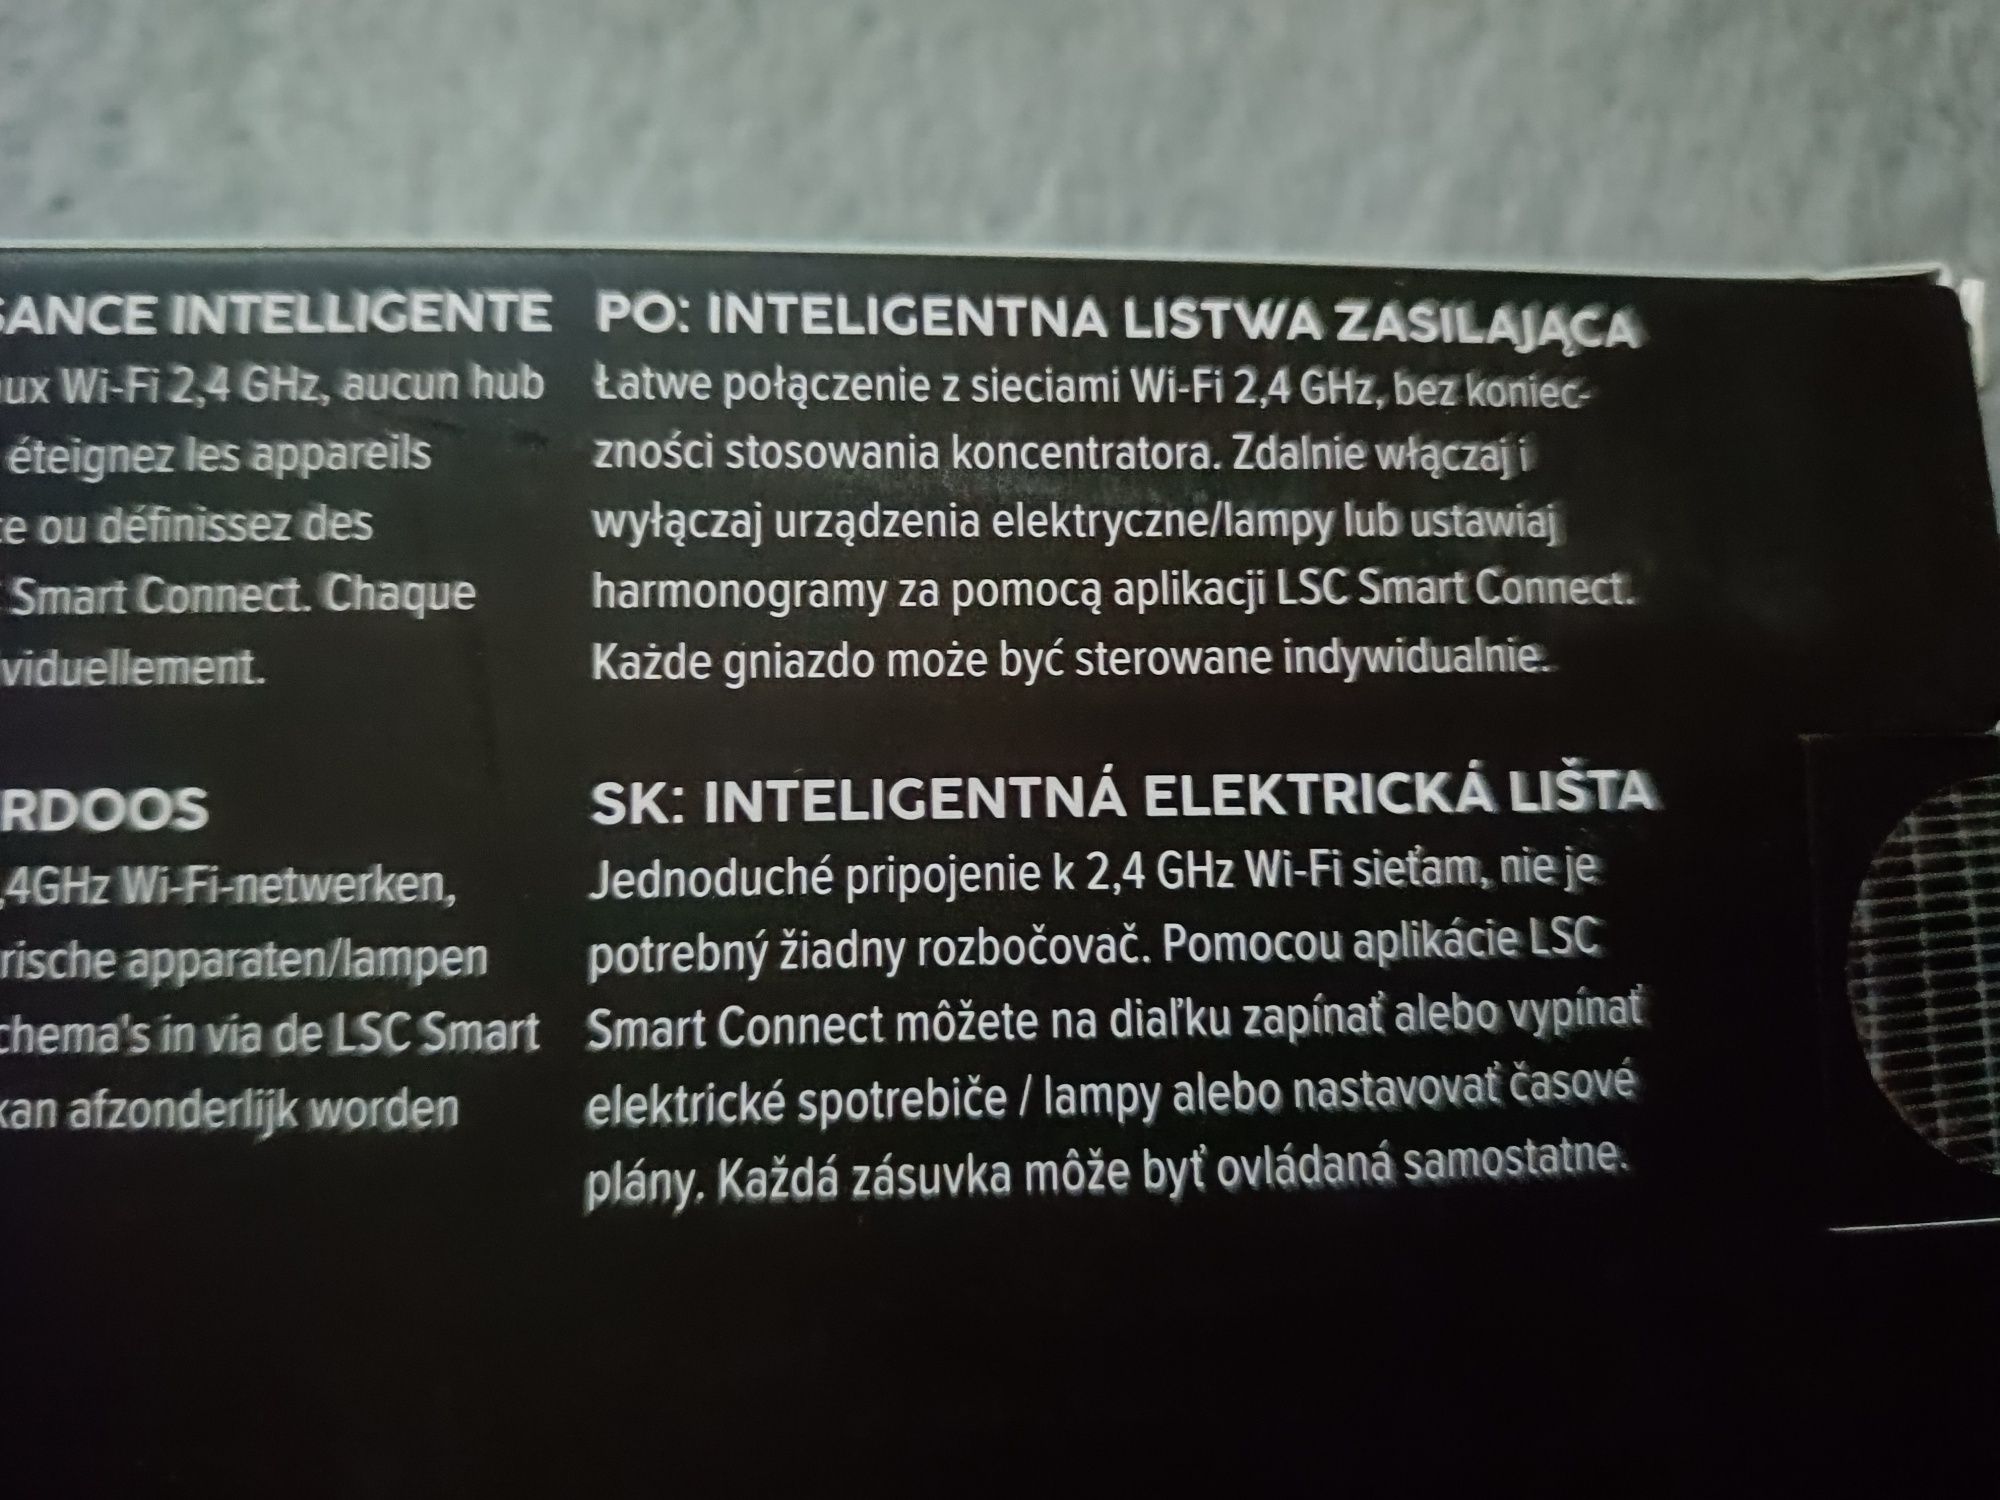 SANCE INTELLIGENTE
aux Wi-Fi 2,4 GHz, aucun hub
éteignez les appareils
ou définissez des
Smart Connect. Chaque
viduellement.
RDOOS
,4GHz Wi-Fi-netwerken,
rische apparaten/lampen
chema's in via de LSC Smart
kan afzonderlijk worden
PO: INTELIGENTNA LISTWA ZASILAJĄCA
Łatwe połączenie z sieciami Wi-Fi 2,4 GHz, bez koniec-
zności stosowania koncentratora. Zdalnie włączaj i
wyłączaj urządzenia elektryczne/lampy lub ustawiaj
harmonogramy za pomocą aplikacji LSC Smart Connect.
Każde gniazdo może być sterowane indywidualnie.
SK: INTELIGENTNÁ ELEKTRICKÁ LIŠTA
Jednoduché pripojenie k 2,4 GHz Wi-Fi sieťam, nie je
potrebný žiadny rozbočovač. Pomocou aplikácie LSC
Smart Connect môžete na diaľku zapínať alebo vypínať
elektrické spotrebiče / lampy alebo nastavovať časové
plány. Každá zásuvka môže byť ovládaná samostatne.